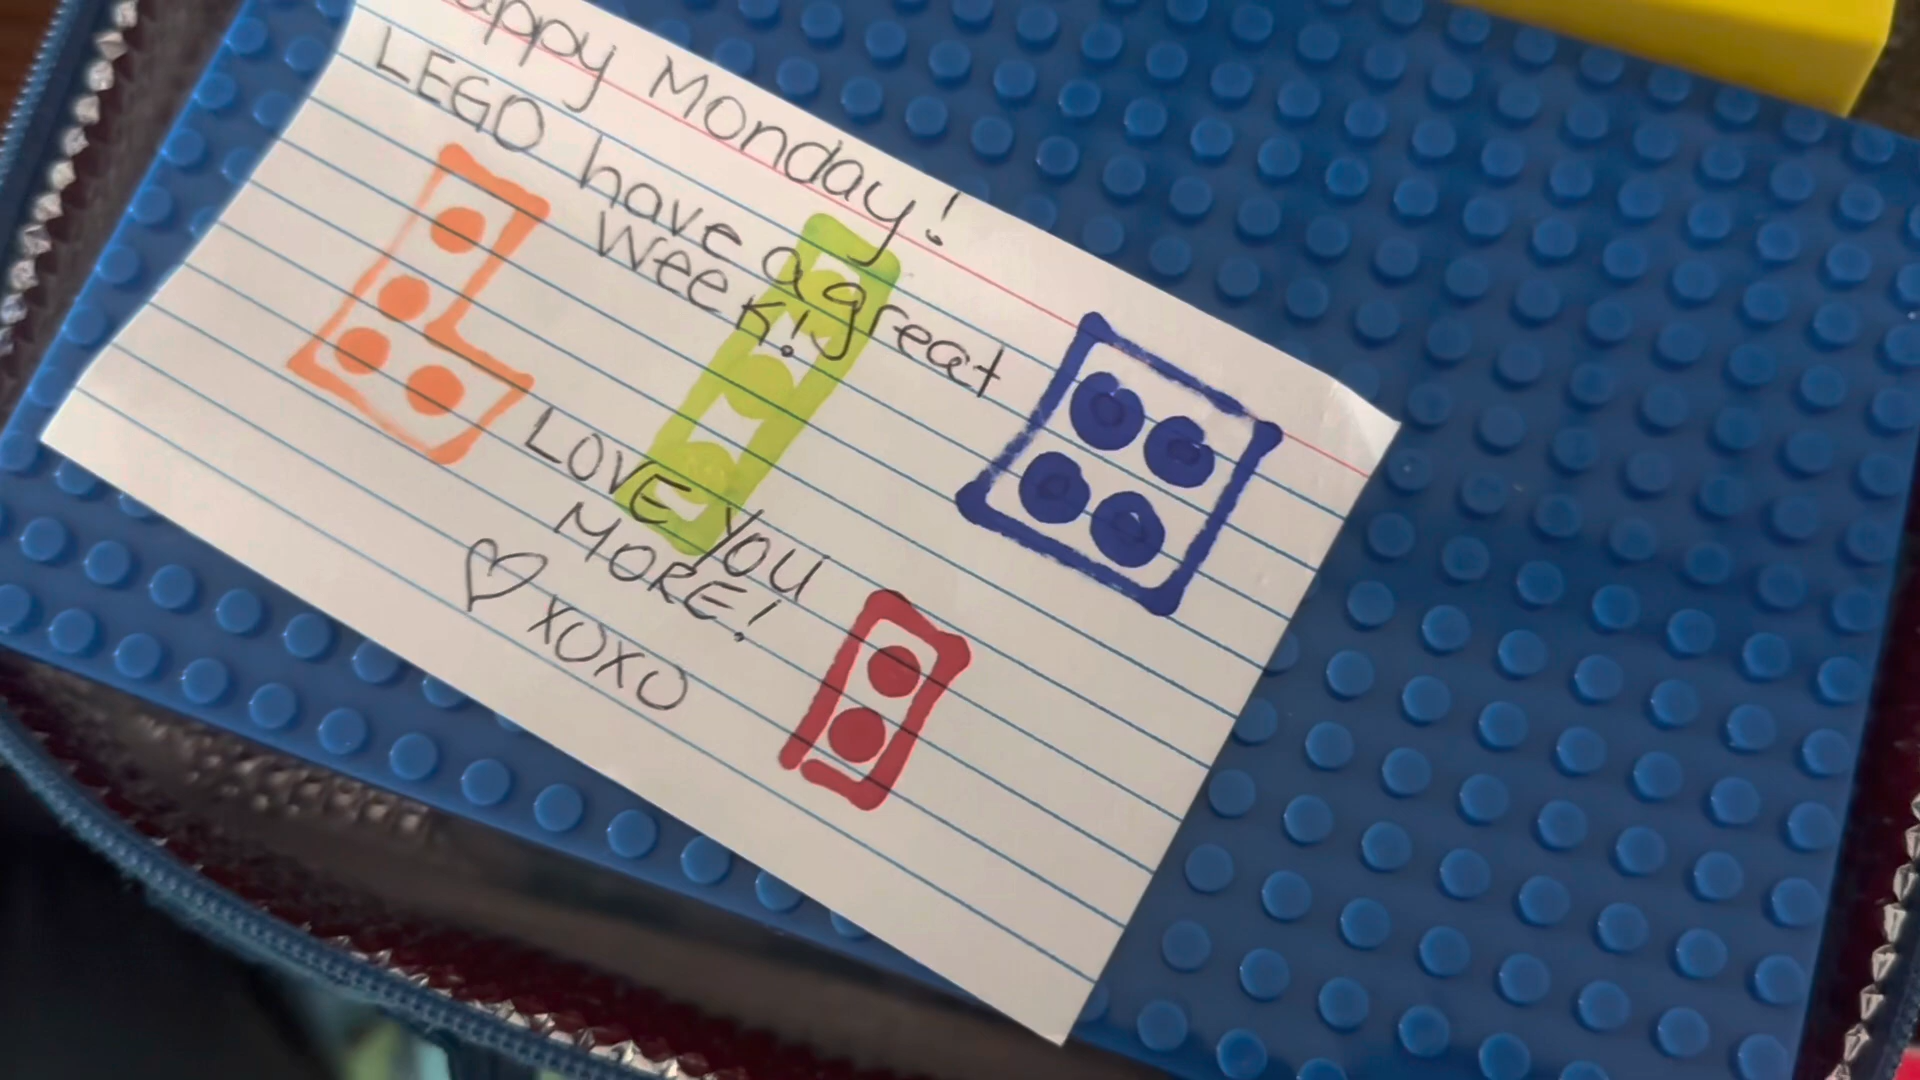 appy Monday!
LEGO have a great
week!
LOVE YOU
MORE!
♡ XOXO